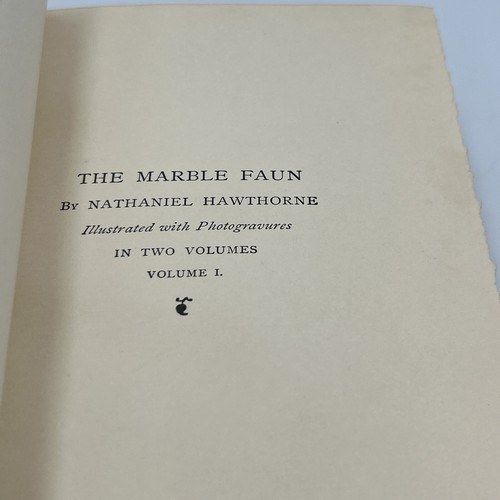 THE MARBLE FAUN
BY NATHANIEL HAWTHORNE
Illustrated with Photogravures
IN TWO VOLUMES
VOLUME I.